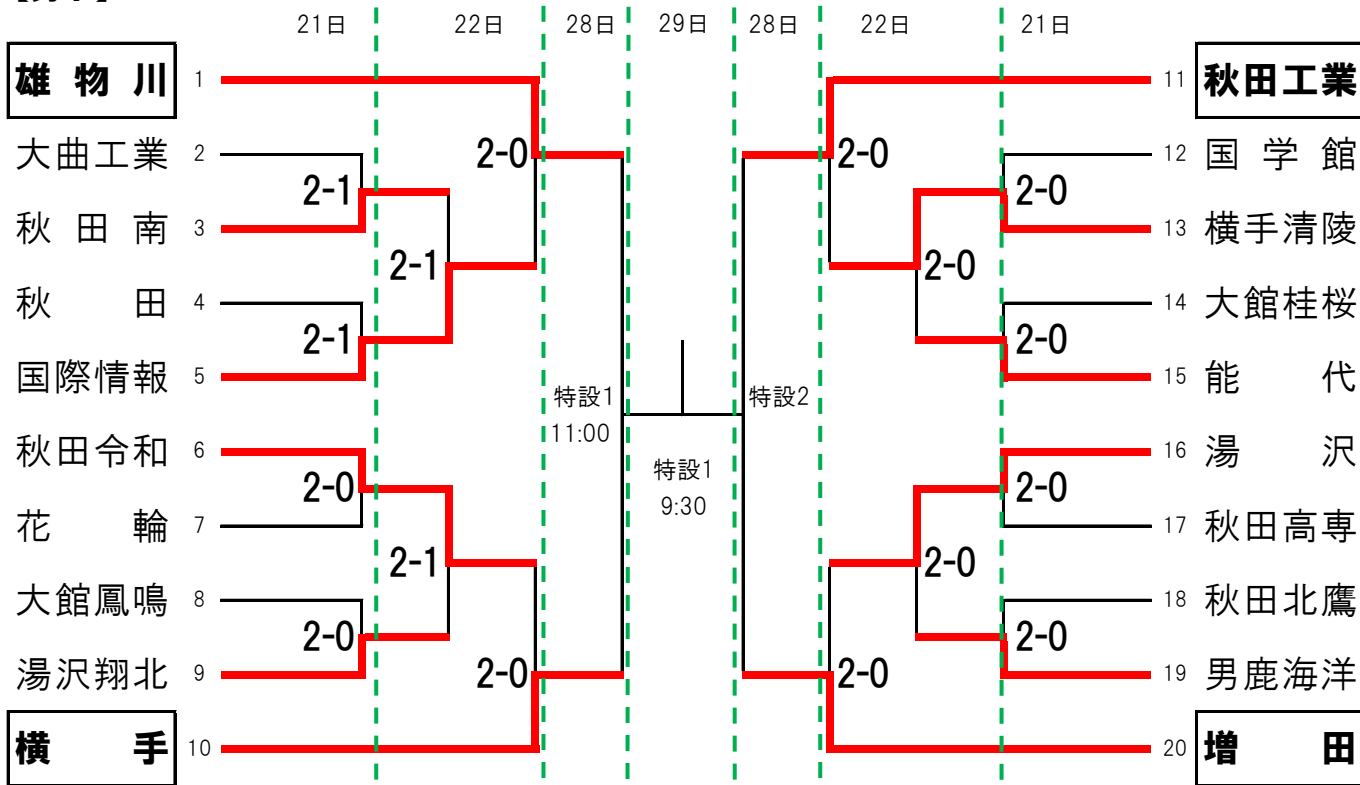 21日 22日 28日 29日 28日 22日 21日
雄物川 1
大曲工業 2
秋田南 3
秋田 4
国際情報 5
秋田令和 6
花輪 7
大館鳳鳴 8
湯沢翔北 9
横手 10
2-1
2-1
2-0
2-0
2-1
2-1
2-0
2-0
特設1
11:00
特設1
9:30
特設2
2-0
2-0
2-0
2-0
2-0
2-0
2-0
2-0
11 秋田工業
12 国学館
13 横手清陵
14 大館桂桜
15 能代
16 湯沢
17 秋田高専
18 秋田北鷹
19 男鹿海洋
20 増田